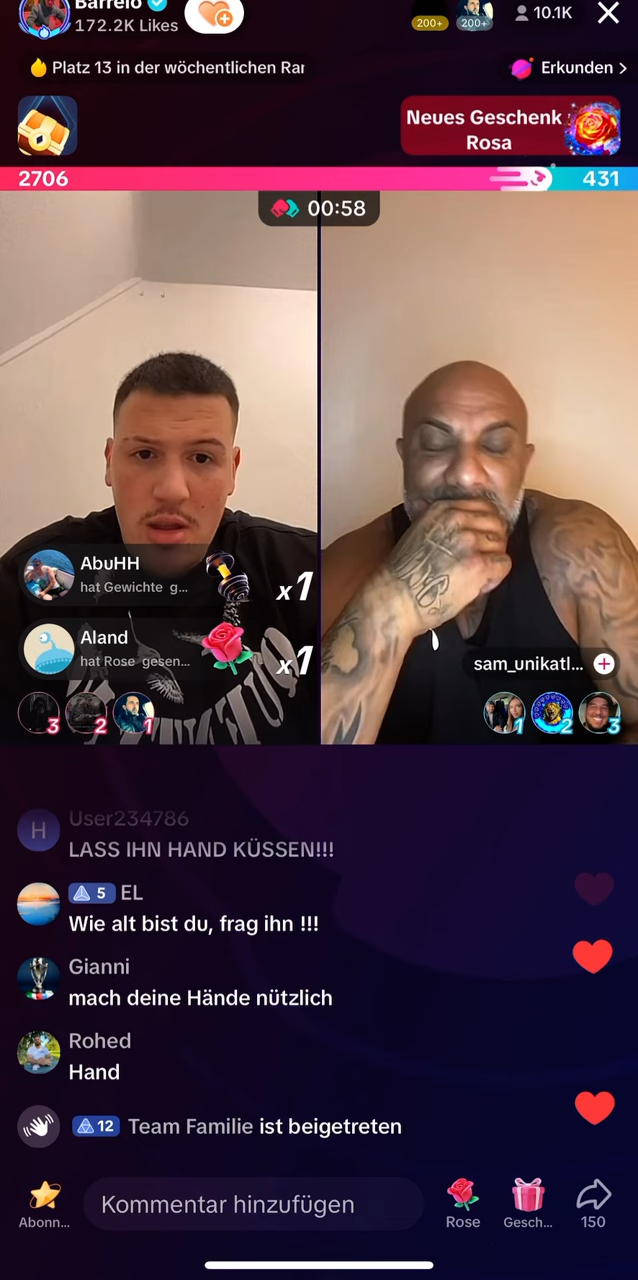 Barrelo
172.2K Likes
200+
200+
10.1K
Platz 13 in der wöchentlichen Rar
Erkunden >
Neues Geschenk
Rosa
2706
431
00:58
AbuHH
hat Gewichte g...
x1
Aland
hat Rose gesen...
x1
sam_unikatl...
3
2
1
1
2
3
User234786
H
LASS IHN HAND KÜSSEN!!!
5 EL
Wie alt bist du, frag ihn !!!
Gianni
mach deine Hände nützlich
Rohed
Hand
12 Team Familie ist beigetreten
Kommentar hinzufügen
Abonn...
Rose
Gesch...
150